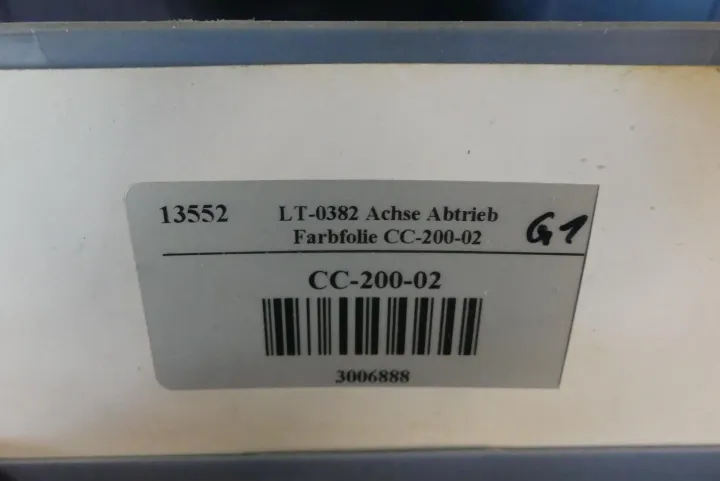 13552 LT-0382 Achse Abtrieb
Farbfolie CC-200-02 G1
CC-200-02
3006888